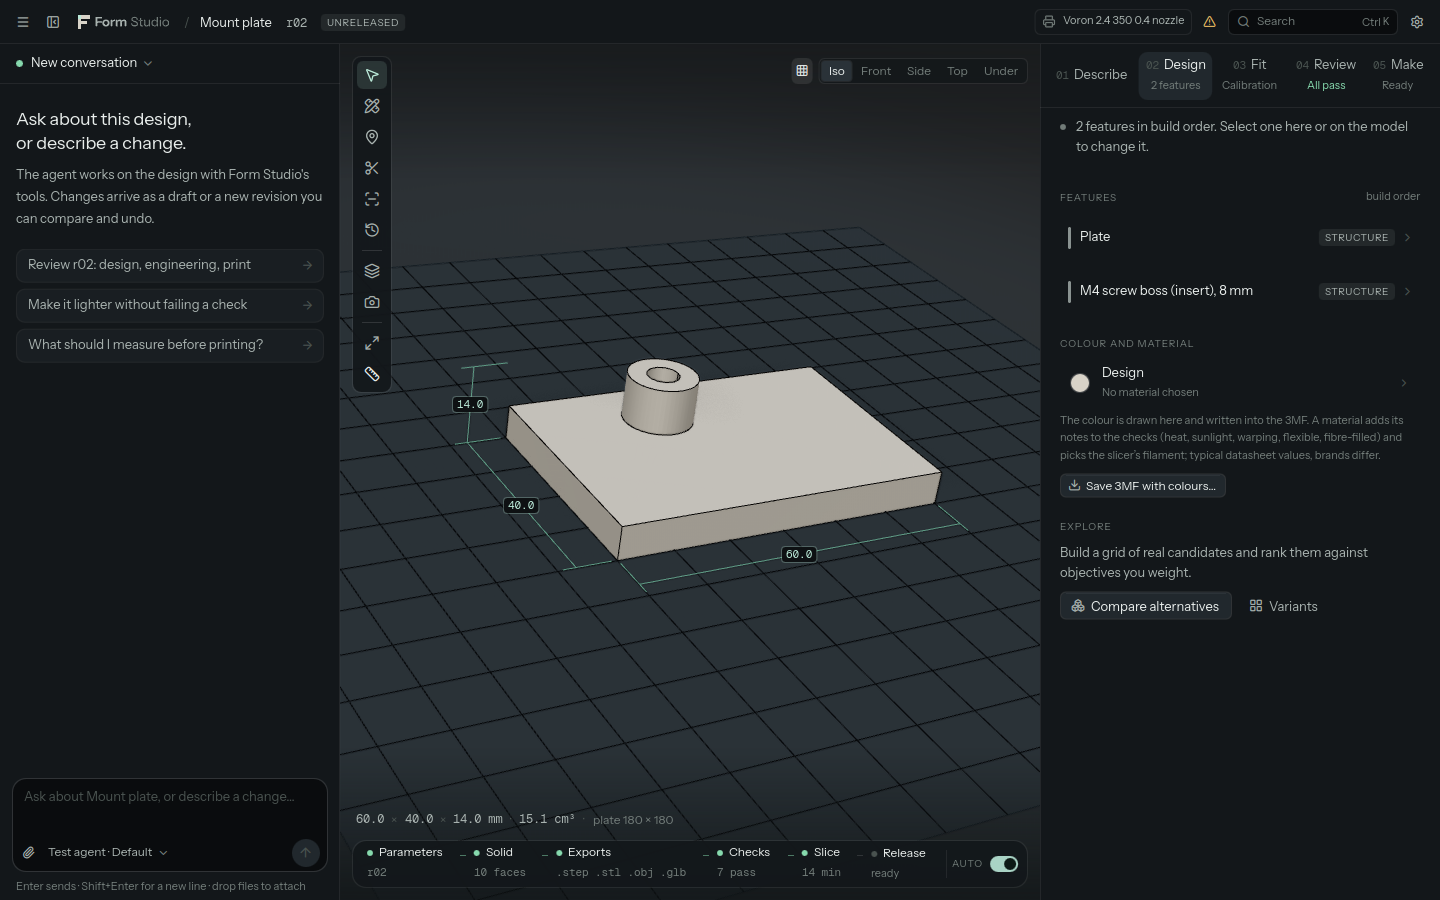 Form Studio / Mount plate r02 UNRELEASED
Voron 2.4 350 0.4 nozzle
Search Ctrl K
New conversation
Ask about this design,
or describe a change.
The agent works on the design with Form Studio's
tools. Changes arrive as a draft or a new revision you
can compare and undo.
Review r02: design, engineering, print
Make it lighter without failing a check
What should I measure before printing?
Ask about Mount plate, or describe a change...
Test agent · Default
Enter sends · Shift+Enter for a new line · drop files to attach
Iso Front Side Top Under
14.0
40.0
60.0
60.0 × 40.0 × 14.0 mm · 15.1 cm³ · plate 180 × 180
Parameters Solid Exports Checks Slice Release
r02 10 faces .step .stl .obj .glb 7 pass 14 min ready
AUTO
01 Describe
02 Design
2 features
03 Fit
Calibration
04 Review
All pass
05 Make
Ready
2 features in build order. Select one here or on the model
to change it.
FEATURES build order
Plate STRUCTURE
M4 screw boss (insert), 8 mm STRUCTURE
COLOUR AND MATERIAL
Design
No material chosen
The colour is drawn here and written into the 3MF. A material adds its
notes to the checks (heat, sunlight, warping, flexible, fibre-filled) and
picks the slicer's filament; typical datasheet values, brands differ.
Save 3MF with colours...
EXPLORE
Build a grid of real candidates and rank them against
objectives you weight.
Compare alternatives Variants